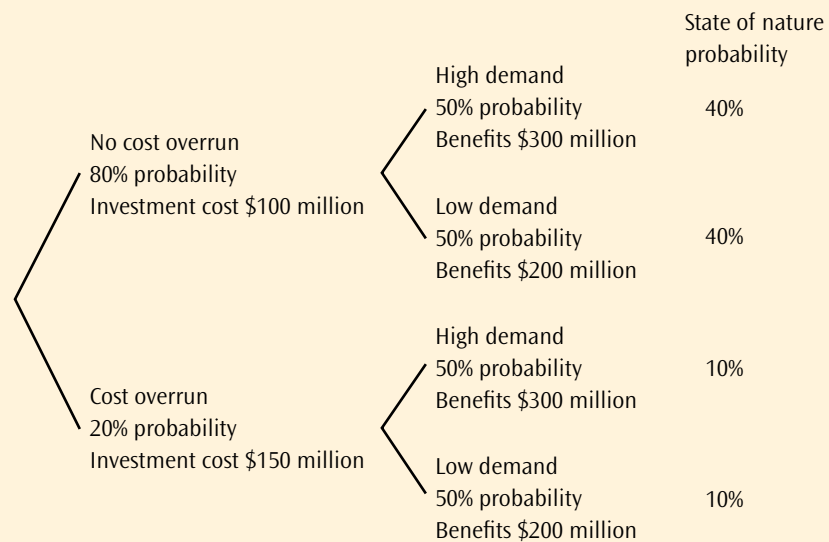 State of nature
probability
No cost overrun
80% probability
Investment cost $100 million
High demand
50% probability
Benefits $300 million
40%
Low demand
50% probability
Benefits $200 million
40%
Cost overrun
20% probability
Investment cost $150 million
High demand
50% probability
Benefits $300 million
10%
Low demand
50% probability
Benefits $200 million
10%